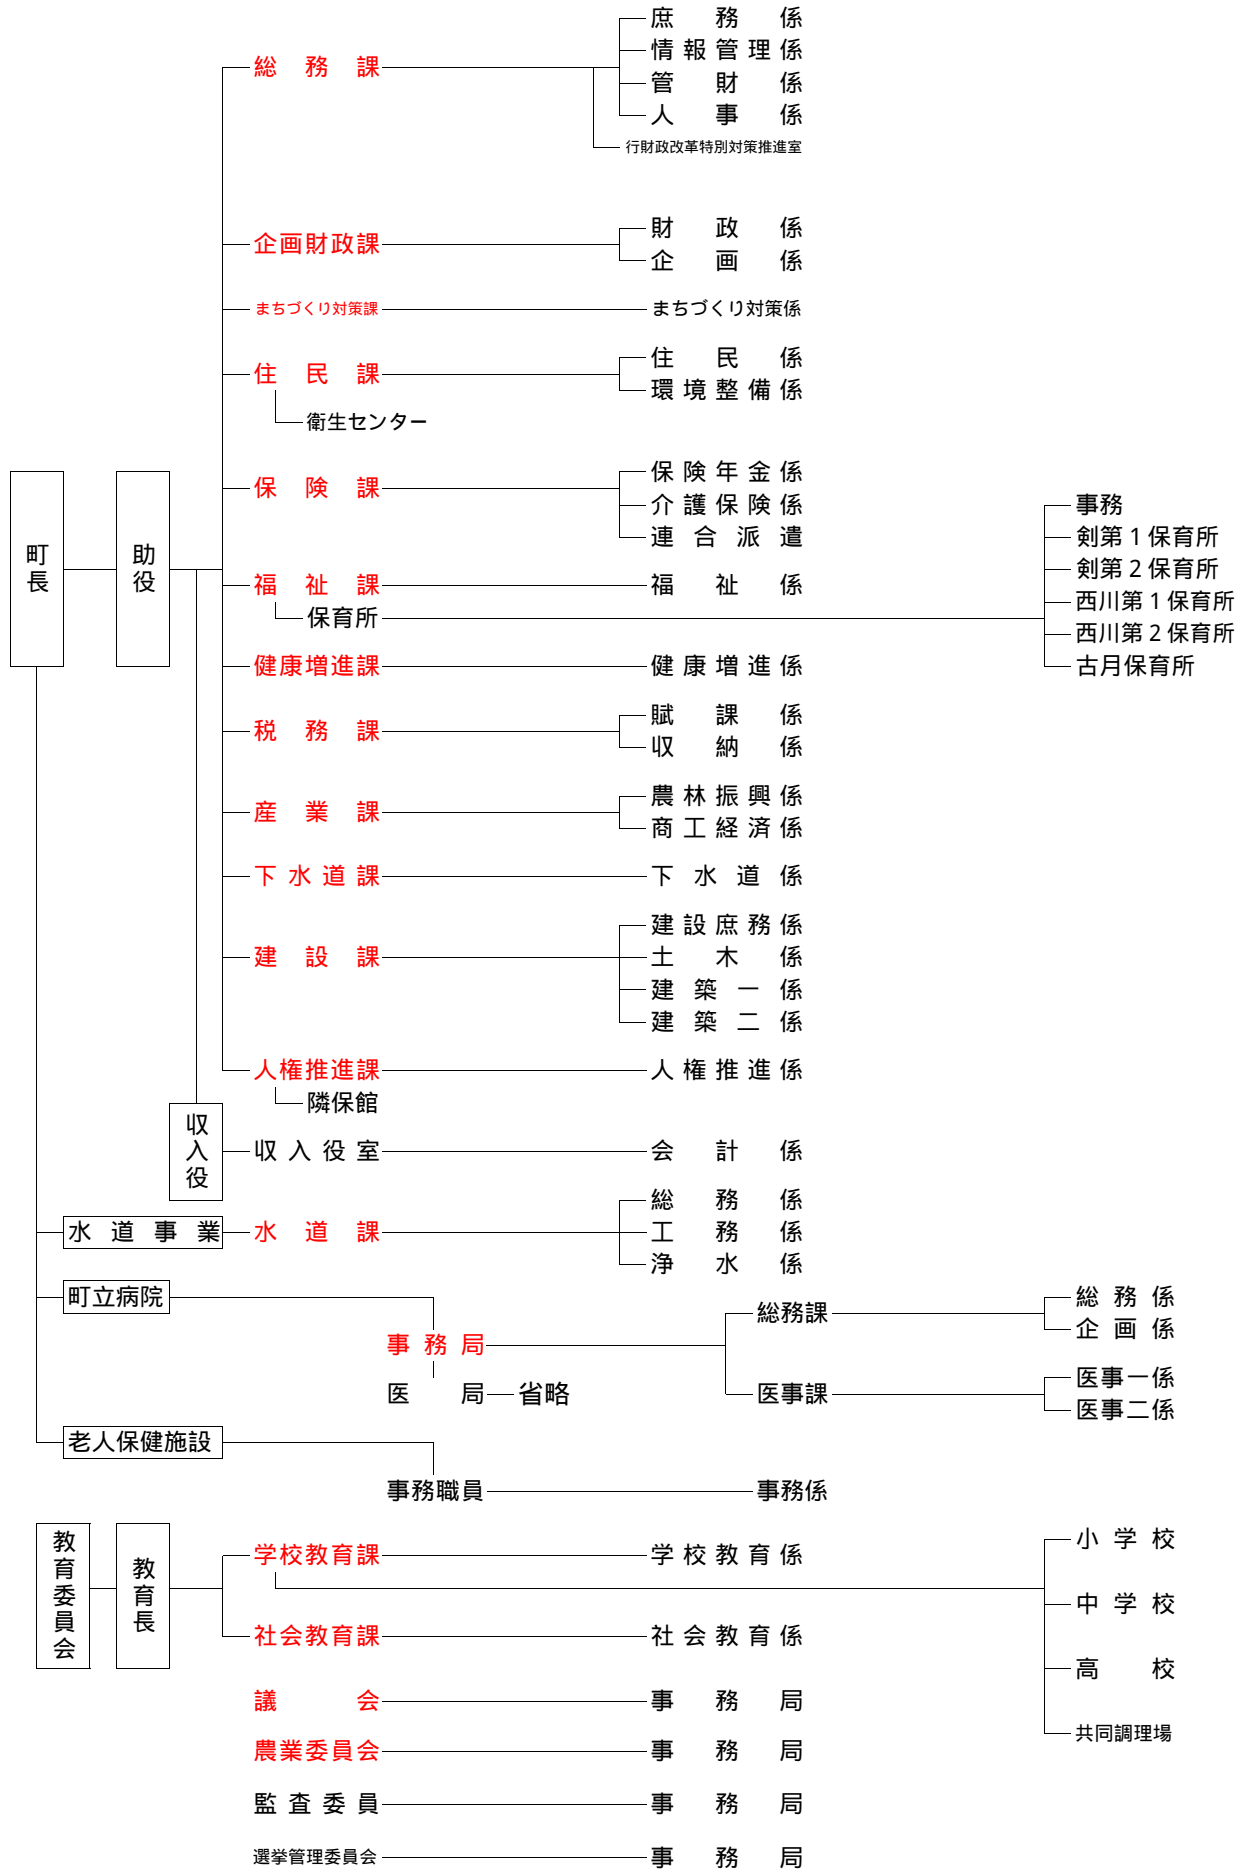 庶務係
総務課
情報管理係
管財係
人事係
行財政改革特別対策推進室
企画財政課
財政係
企画係
まちづくり対策課
まちづくり対策係
住民課
住民係
環境整備係
衛生センター
保険課
保険年金係
介護保険係
連合派遣
町長
助役
福祉課
福祉係
保育所
事務
剣第1保育所
剣第2保育所
西川第1保育所
西川第2保育所
古月保育所
健康増進課
健康増進係
税務課
賦課係
収納係
産業課
農林振興係
商工経済係
下水道課
下水道係
建設課
建設庶務係
土木係
建築一係
建築二係
人権推進課
人権推進係
隣保館
収入役
収入役室
会計係
水道事業
水道課
総務係
工務係
浄水係
町立病院
事務局
総務課
総務係
企画係
医局
省略
医事課
医事一係
医事二係
老人保健施設
事務職員
事務係
教育委員会
教育長
学校教育課
学校教育係
小学校
中学校
高校
共同調理場
社会教育課
社会教育係
議会
事務局
農業委員会
事務局
監査委員
事務局
選挙管理委員会
事務局